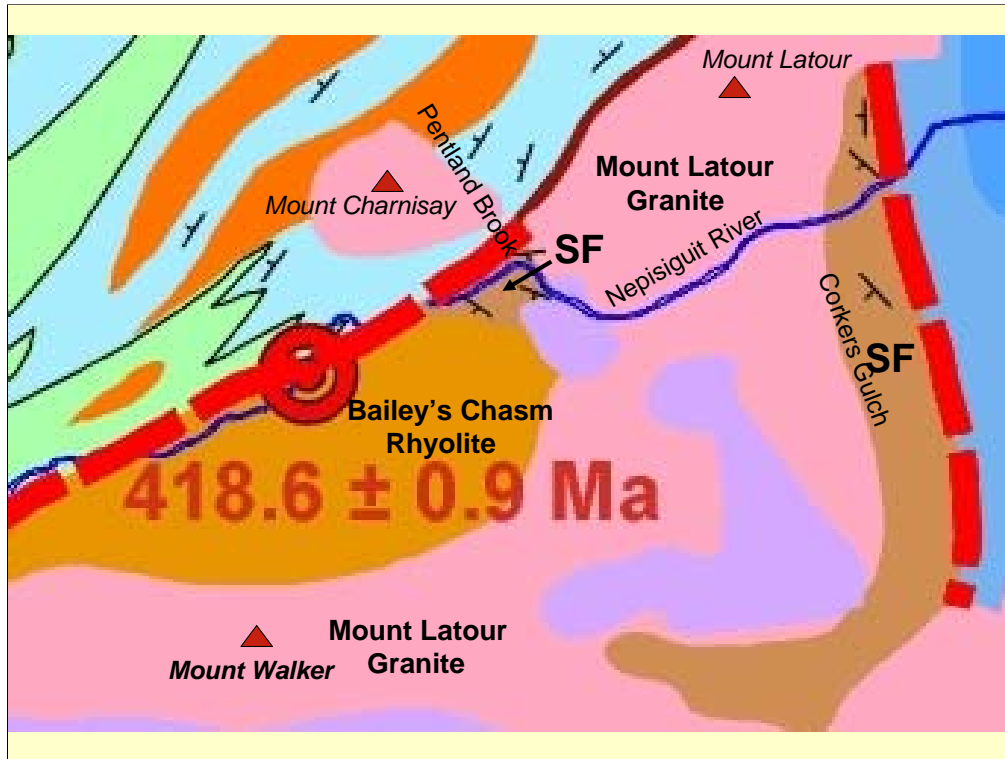 Mount Latour
Pentland Brook
Mount Latour
Granite
Mount Charnisay
SF
Nepisiguit River
Corkers Gulch
SF
Bailey's Chasm
Rhyolite
418.6 ± 0.9 Ma
Mount Latour
Granite
Mount Walker